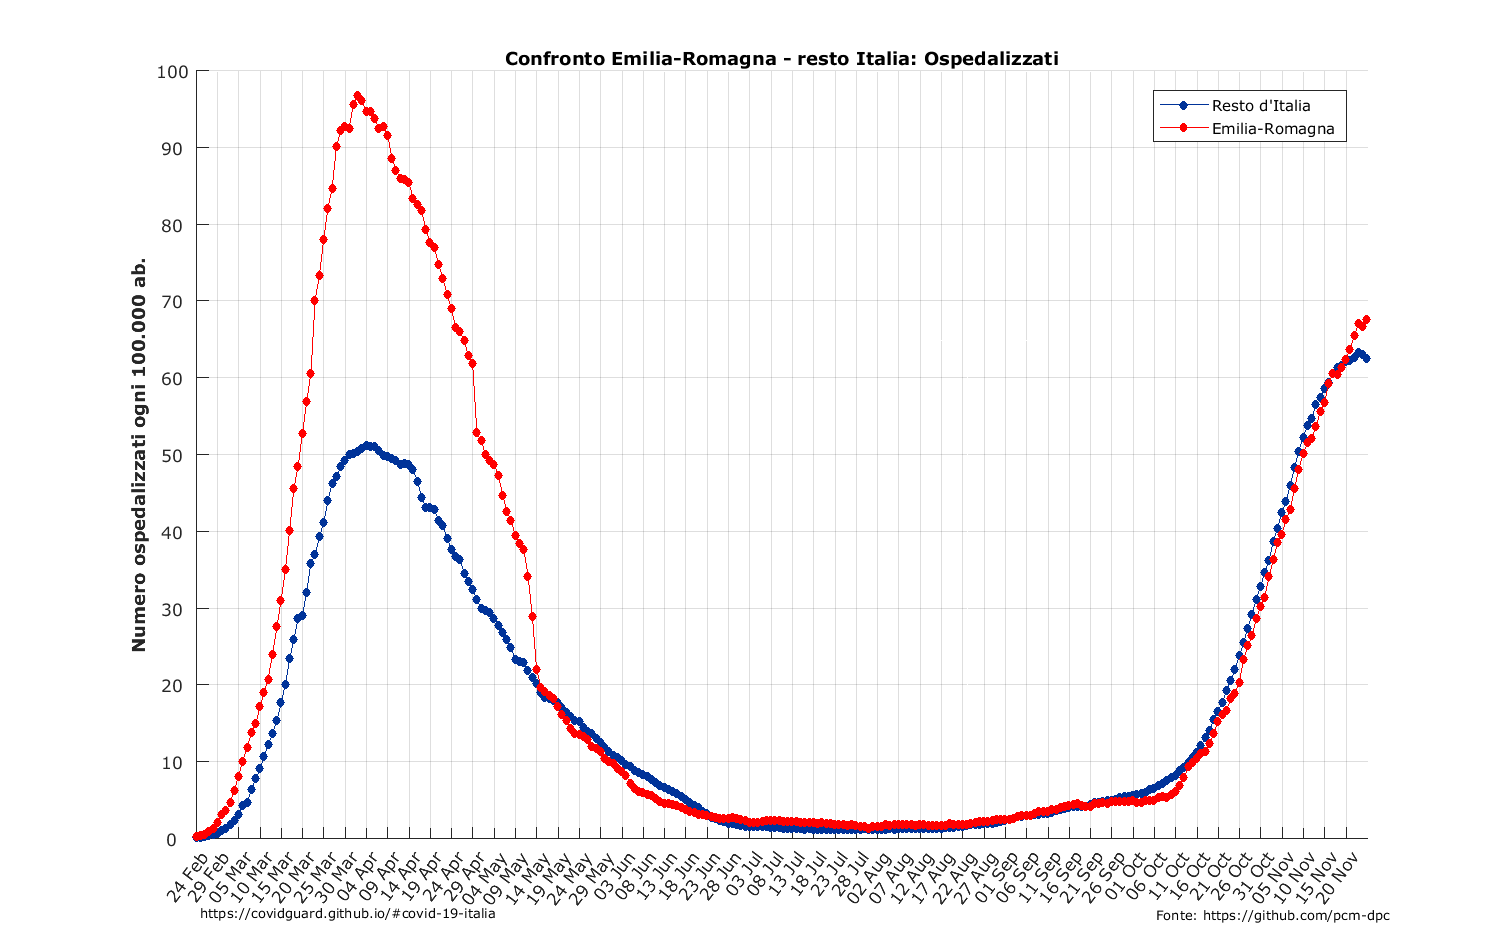 Confronto Emilia-Romagna - resto Italia: Ospedalizzati
Resto d'Italia
Emilia-Romagna
Numero ospedalizzati ogni 100.000 ab.
100
90
80
70
60
50
40
30
20
10
0
24 Feb
29 Feb
05 Mar
10 Mar
15 Mar
20 Mar
25 Mar
30 Mar
04 Apr
09 Apr
14 Apr
19 Apr
24 Apr
29 Apr
04 May
09 May
14 May
19 May
24 May
29 May
03 Jun
08 Jun
13 Jun
18 Jun
23 Jun
28 Jun
03 Jul
08 Jul
13 Jul
18 Jul
23 Jul
28 Jul
02 Aug
07 Aug
12 Aug
17 Aug
22 Aug
27 Aug
01 Sep
06 Sep
11 Sep
16 Sep
21 Sep
26 Sep
01 Oct
06 Oct
11 Oct
16 Oct
21 Oct
26 Oct
31 Oct
05 Nov
10 Nov
15 Nov
20 Nov
https://covidguard.github.io/#covid-19-italia
Fonte: https://github.com/pcm-dpc